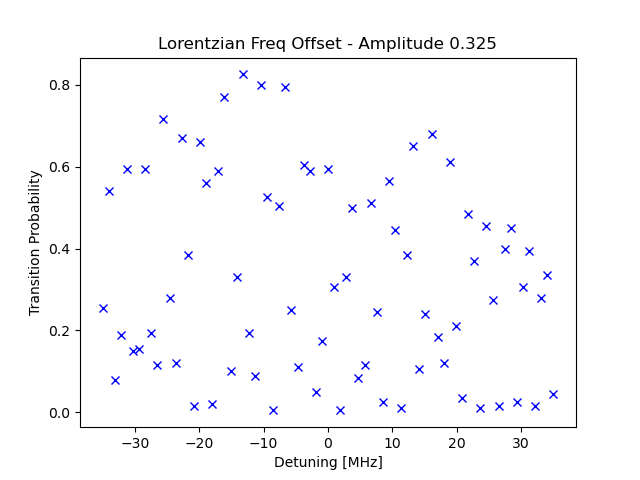 Lorentzian Freq Offset - Amplitude 0.325
Transition Probability
0.8
0.6
0.4
0.2
0.0
−30 −20 −10 0 10 20 30
Detuning [MHz]